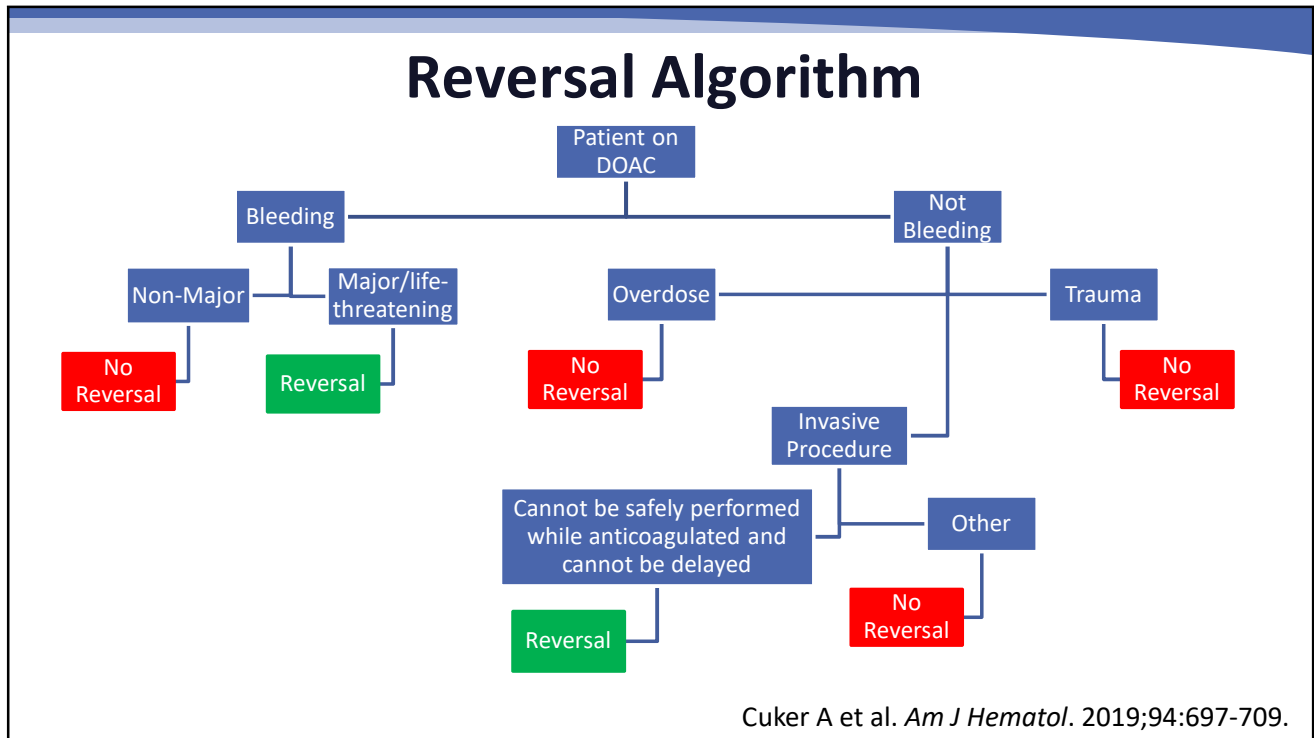 Reversal Algorithm
Patient on
DOAC
Bleeding
Not
Bleeding
Non-Major
Major/life-
threatening
Overdose
Trauma
No
Reversal
Reversal
No
Reversal
No
Reversal
Invasive
Procedure
Cannot be safely performed
while anticoagulated and
cannot be delayed
Other
Reversal
No
Reversal
Cuker A et al. Am J Hematol. 2019;94:697-709.